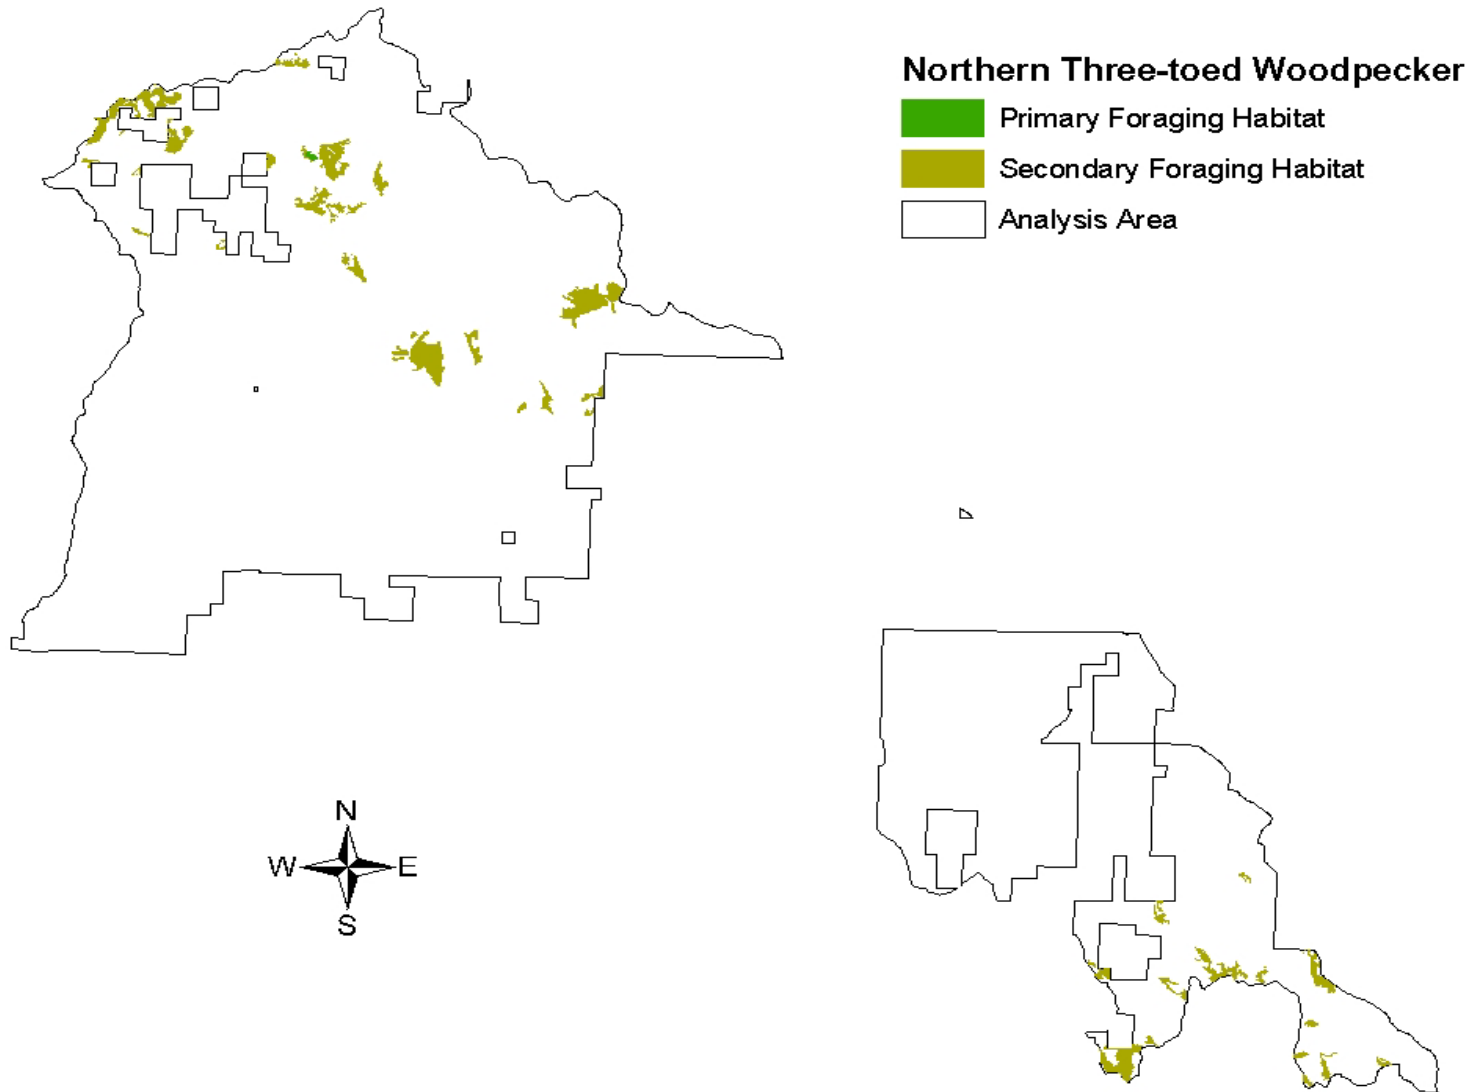 Northern Three-toed Woodpecker
Primary Foraging Habitat
Secondary Foraging Habitat
Analysis Area
N
W E
S